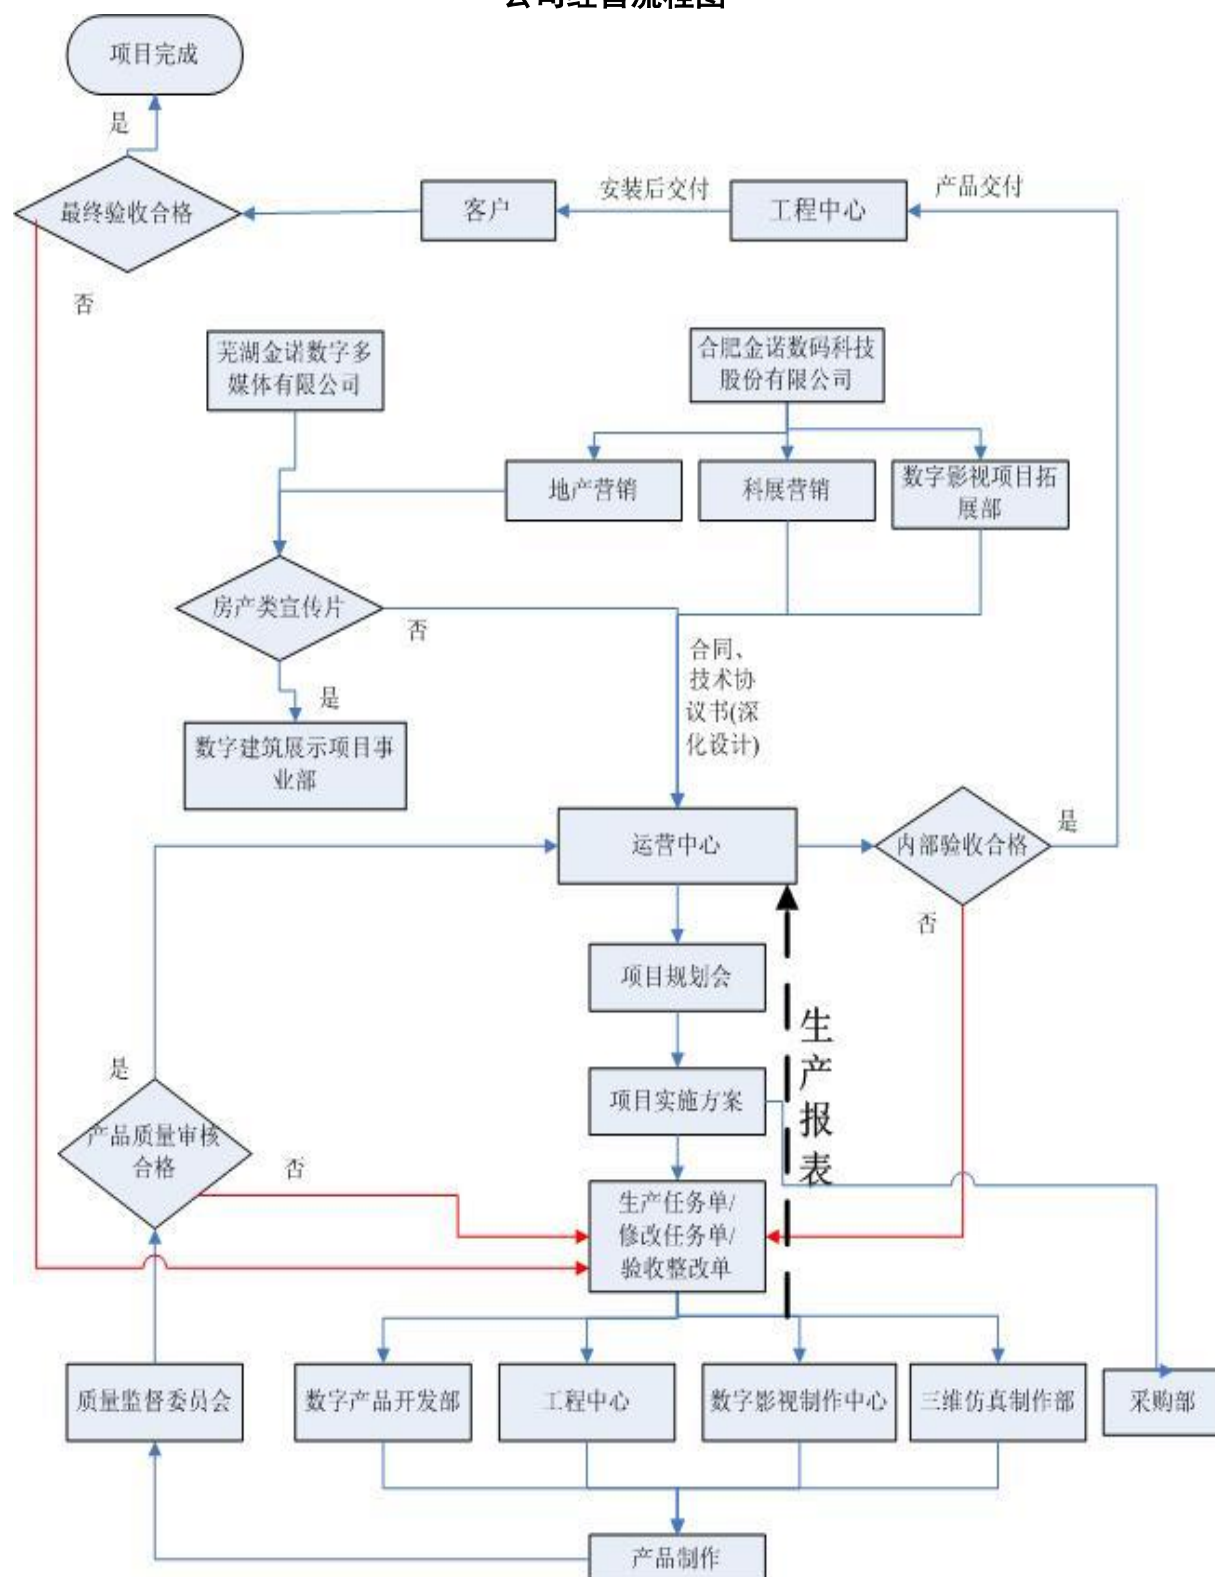 公司经营流程图
项目完成
是
最终验收合格
客户
安装后交付
工程中心
产品交付
否
芜湖金诺数字多
媒体有限公司
合肥金诺数码科技
股份有限公司
地产营销
科展营销
数字影视项目拓
展部
房产类宣传片
否
是
合同、
技术协
议书(深
化设计)
数字建筑展示项目事
业部
运营中心
内部验收合格
是
否
项目规划会
生
产
报
表
是
项目实施方案
产品质量审核
合格
否
生产任务单/
修改任务单/
验收整改单
质量监督委员会
数字产品开发部
工程中心
数字影视制作中心
三维仿真制作部
采购部
产品制作